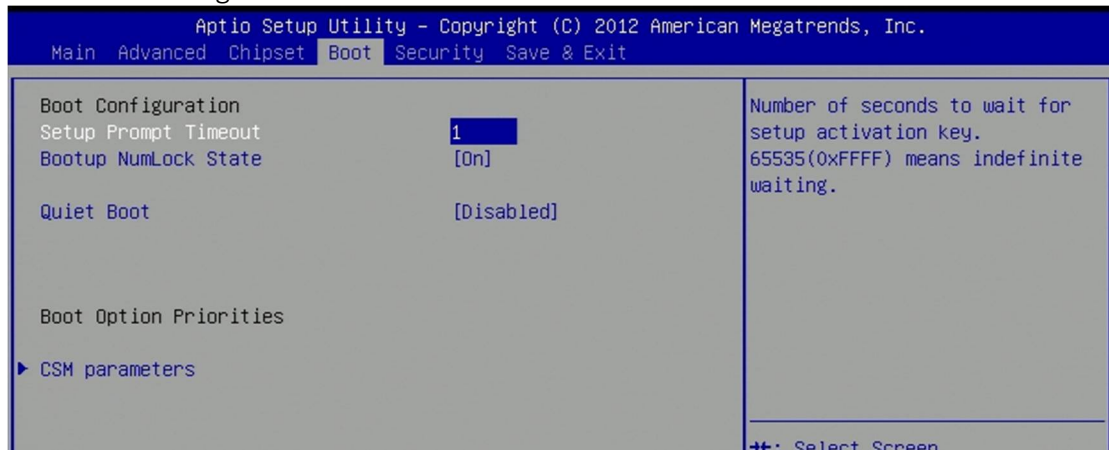 Aptio Setup Utility – Copyright (C) 2012 American Megatrends, Inc.
Main Advanced Chipset Boot Security Save & Exit
Boot Configuration
Setup Prompt Timeout 1
Bootup NumLock State [On]
Quiet Boot [Disabled]
Boot Option Priorities
CSM parameters
Number of seconds to wait for
setup activation key.
65535(0xFFFF) means indefinite
waiting.
: Select Screen